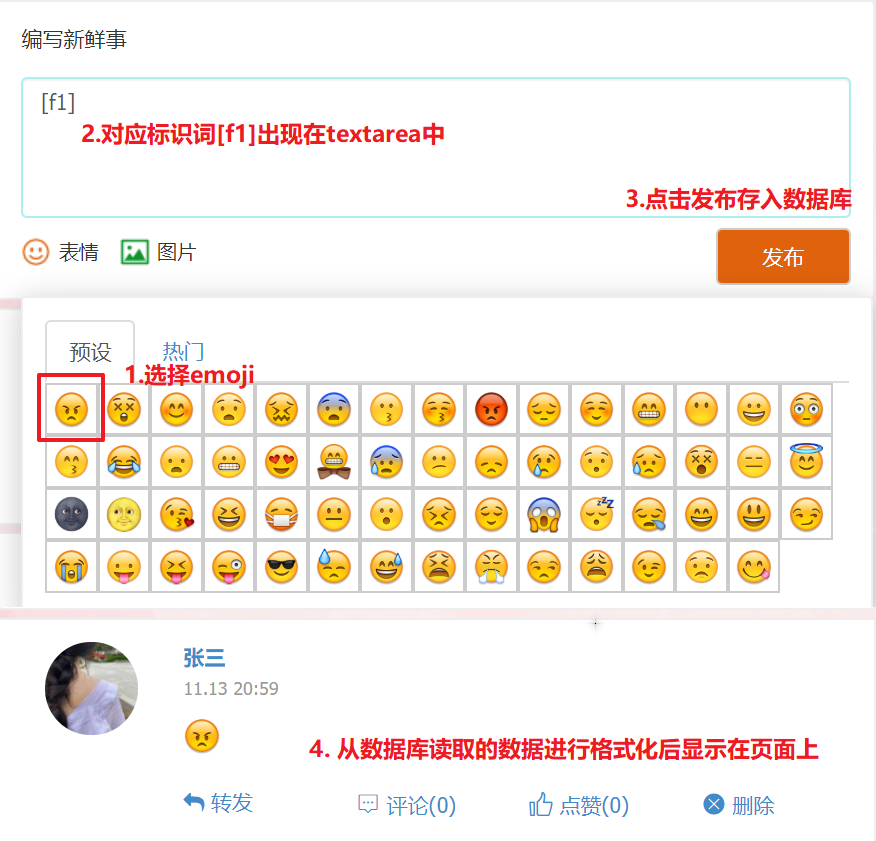 编写新鲜事
[f1]
2.对应标识词[f1]出现在textarea中
3.点击发布存入数据库
表情 图片 发布
预设 热门
1.选择emoji
张三
11.13 20:59
4. 从数据库读取的数据进行格式化后显示在页面上
转发 评论(0) 点赞(0) 删除